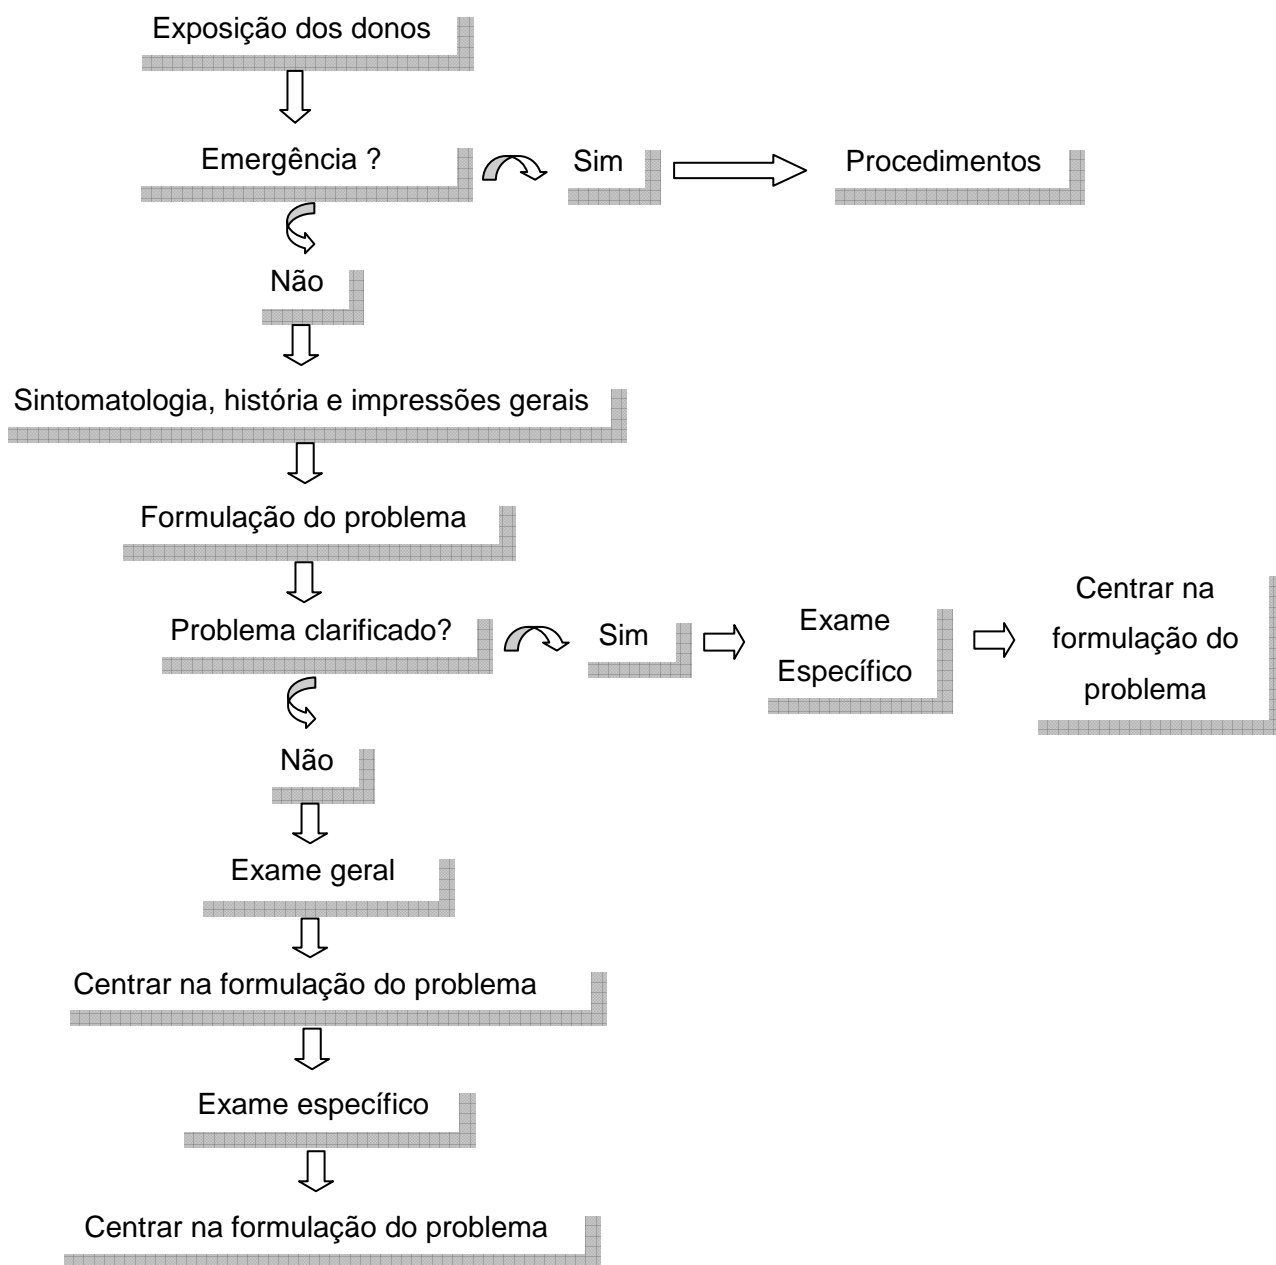 Exposição dos donos
Emergência ?
Sim
Procedimentos
Não
Sintomatologia, história e impressões gerais
Formulação do problema
Problema clarificado?
Sim
Exame
Específico
Centrar na
formulação do
problema
Não
Exame geral
Centrar na formulação do problema
Exame específico
Centrar na formulação do problema